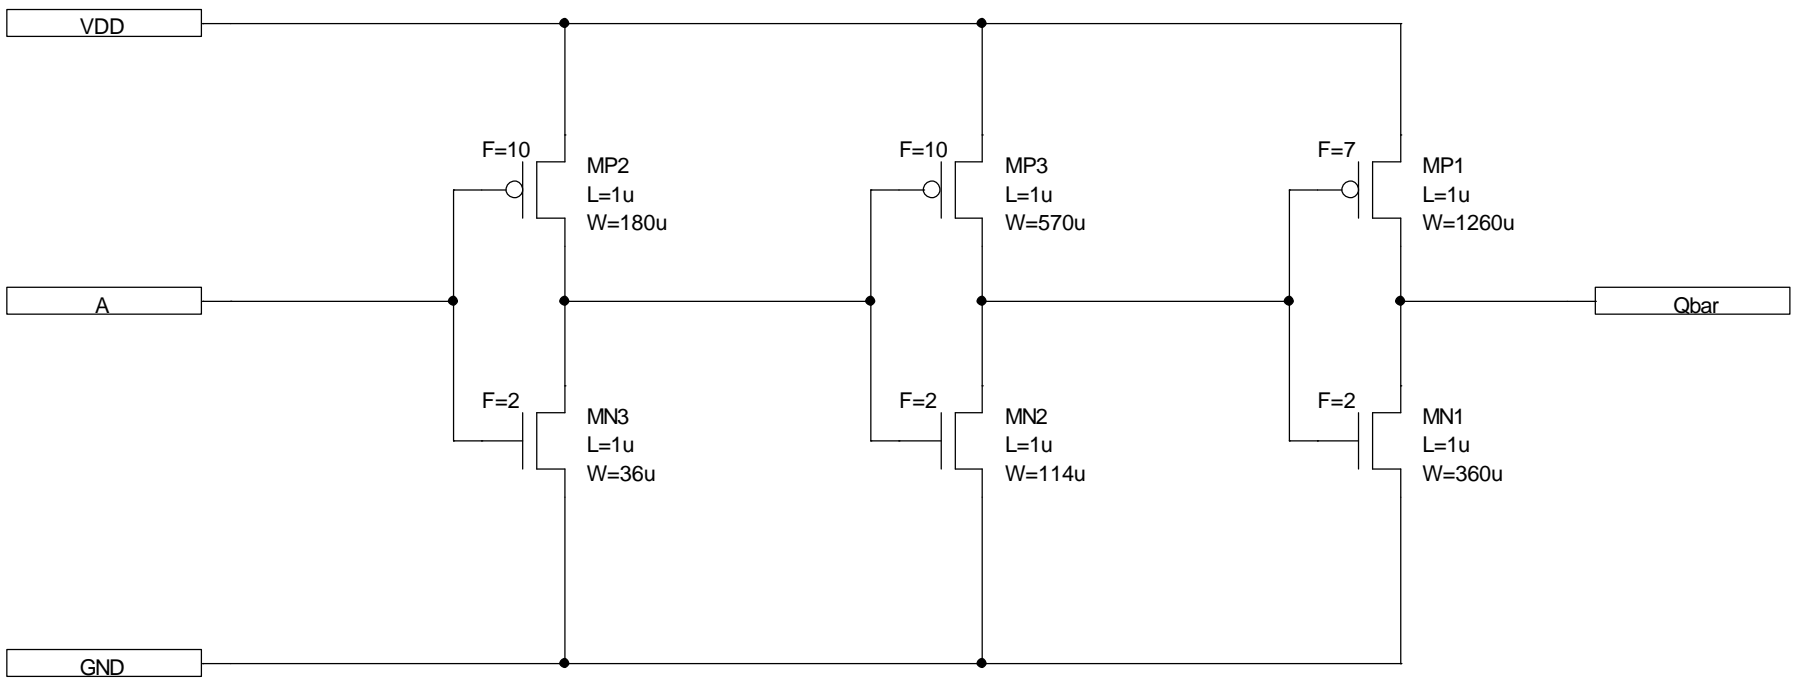 VDD
F=10
MP2
L=1u
W=180u
F=10
MP3
L=1u
W=570u
F=7
MP1
L=1u
W=1260u
A
Qbar
F=2
MN3
L=1u
W=36u
F=2
MN2
L=1u
W=114u
F=2
MN1
L=1u
W=360u
GND